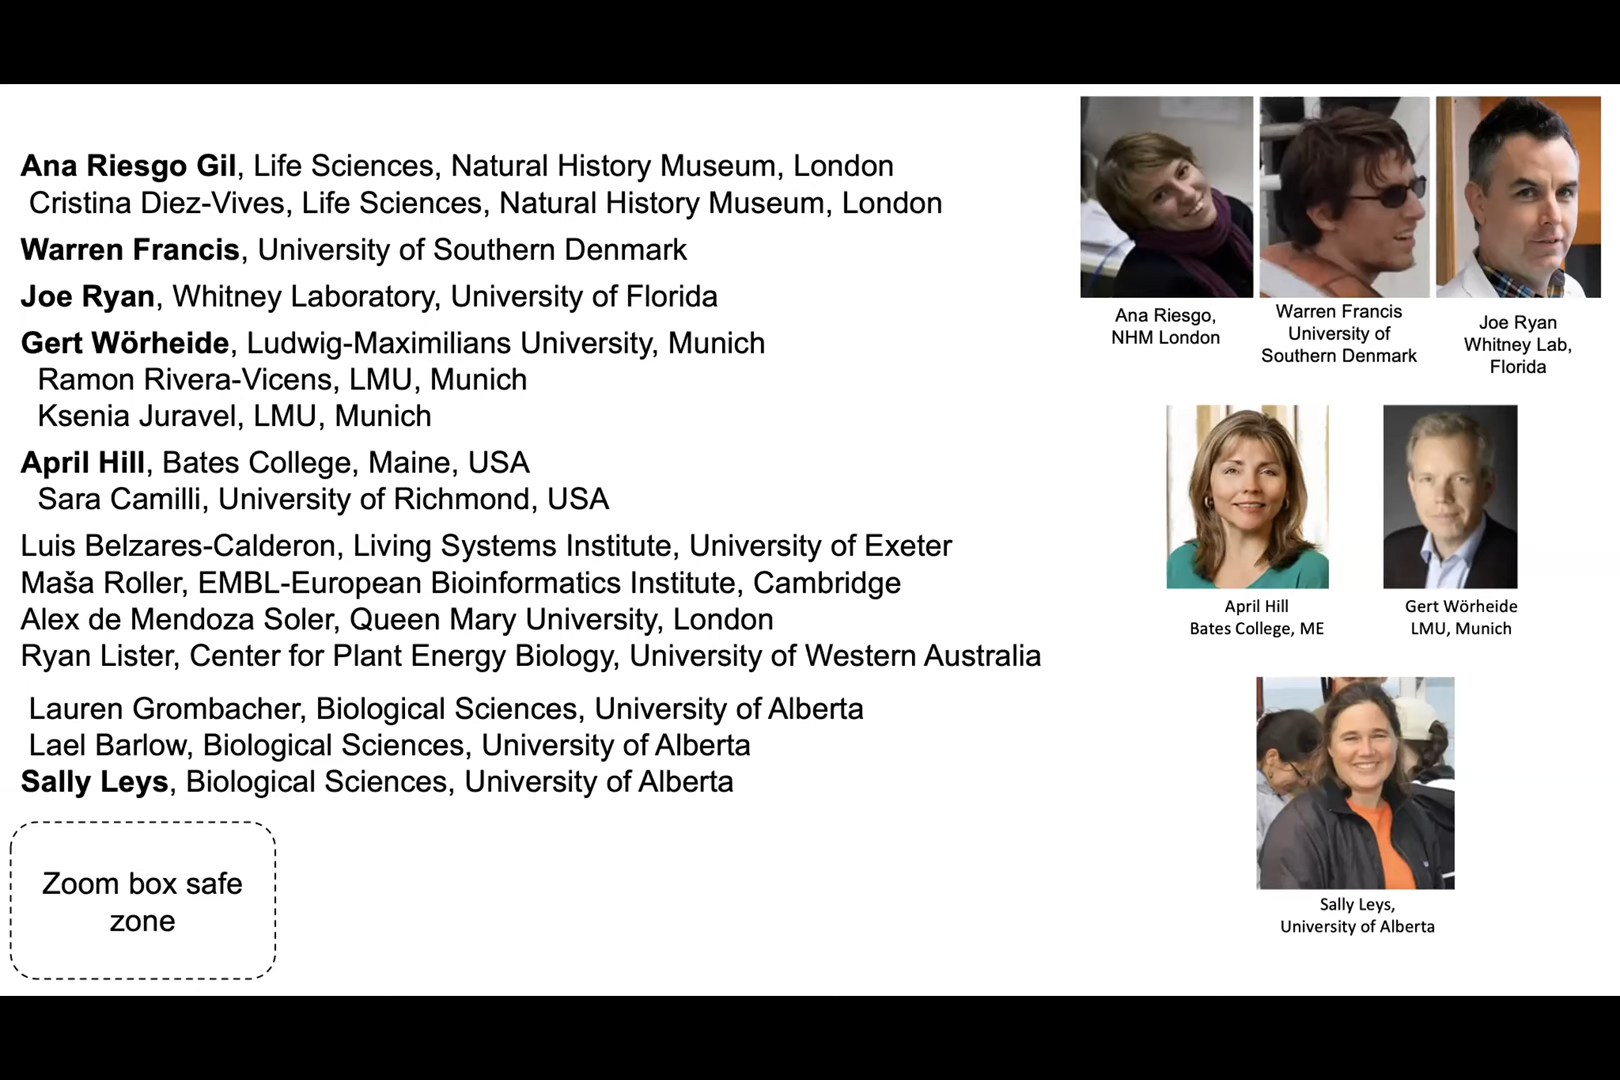 Ana Riesgo Gil, Life Sciences, Natural History Museum, London
Cristina Diez-Vives, Life Sciences, Natural History Museum, London
Warren Francis, University of Southern Denmark
Joe Ryan, Whitney Laboratory, University of Florida
Gert Wörheide, Ludwig-Maximilians University, Munich
Ramon Rivera-Vicens, LMU, Munich
Ksenia Juravel, LMU, Munich
April Hill, Bates College, Maine, USA
Sara Camilli, University of Richmond, USA
Luis Belzares-Calderon, Living Systems Institute, University of Exeter
Maša Roller, EMBL-European Bioinformatics Institute, Cambridge
Alex de Mendoza Soler, Queen Mary University, London
Ryan Lister, Center for Plant Energy Biology, University of Western Australia
Lauren Grombacher, Biological Sciences, University of Alberta
Lael Barlow, Biological Sciences, University of Alberta
Sally Leys, Biological Sciences, University of Alberta
Zoom box safe
zone
Ana Riesgo,
NHM London
Warren Francis
University of
Southern Denmark
Joe Ryan
Whitney Lab,
Florida
April Hill
Bates College, ME
Gert Wörheide
LMU, Munich
Sally Leys,
University of Alberta